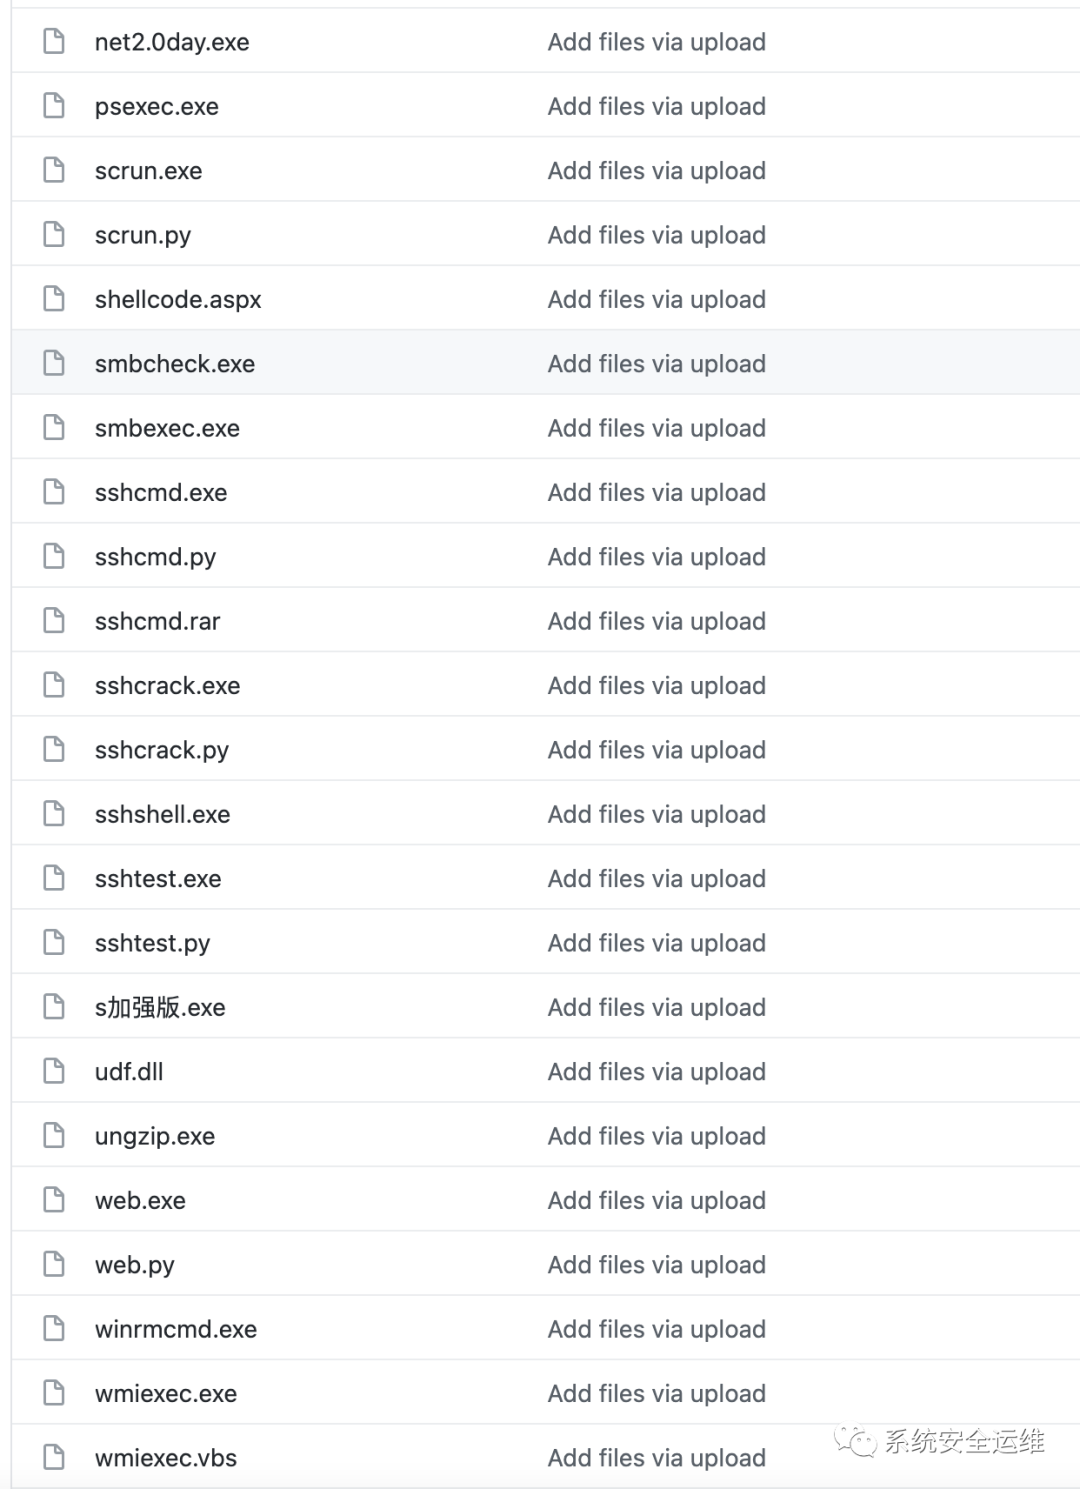 net2.0day.exe Add files via upload
psexec.exe Add files via upload
scrun.exe Add files via upload
scrun.py Add files via upload
shellcode.aspx Add files via upload
smbcheck.exe Add files via upload
smbexec.exe Add files via upload
sshcmd.exe Add files via upload
sshcmd.py Add files via upload
sshcmd.rar Add files via upload
sshcrack.exe Add files via upload
sshcrack.py Add files via upload
sshshell.exe Add files via upload
sshtest.exe Add files via upload
sshtest.py Add files via upload
s加强版.exe Add files via upload
udf.dll Add files via upload
ungzip.exe Add files via upload
web.exe Add files via upload
web.py Add files via upload
winrmcmd.exe Add files via upload
wmiexec.exe Add files via upload
wmiexec.vbs Add files via upload
系统安全运维